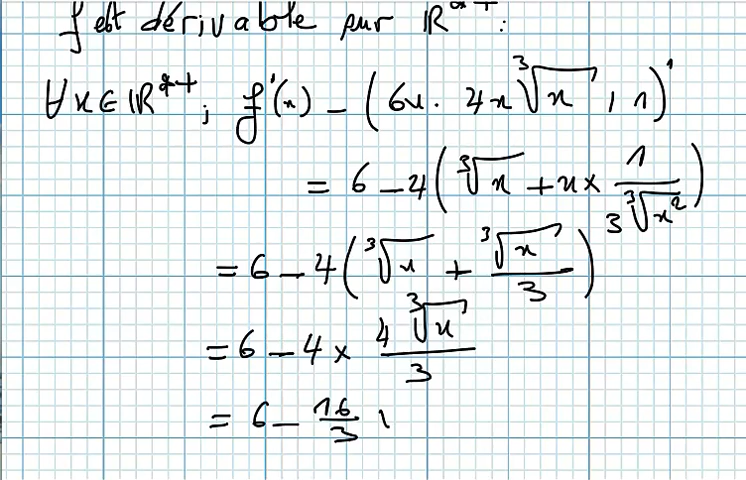 f est dérivable sur ℝ*⁺ :
∀x∈ℝ*⁺; f'(x) = (6x - 4x∛x + 1)'
= 6 - 4(∛x + x × 1/(3∛x²))
= 6 - 4(∛x + ∛x/3)
= 6 - 4 × 4∛x/3
= 6 - 16/3